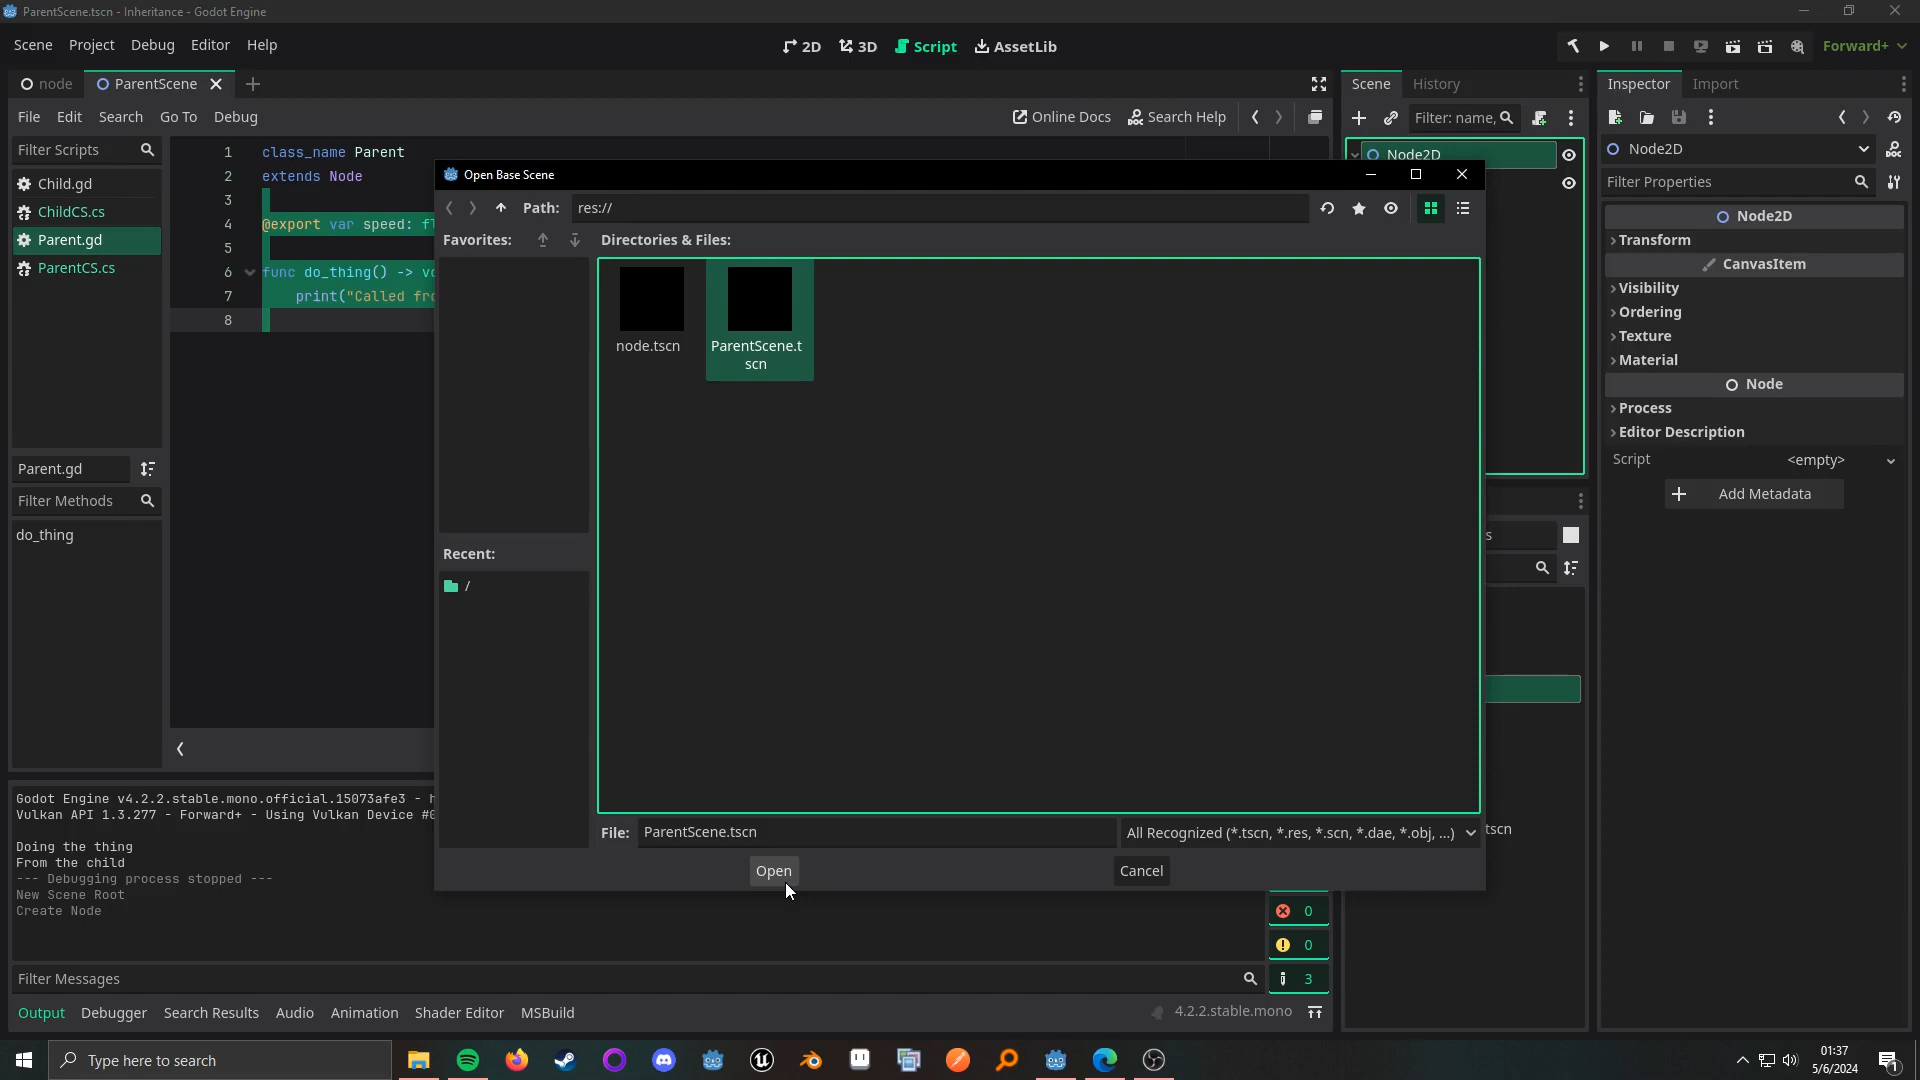 ParentScene.tscn - Inheritance - Godot Engine
Scene Project Debug Editor Help
2D 3D Script AssetLib
Forward+
node ParentScene
File Edit Search Go To Debug
Online Docs Search Help
Filter Scripts
Child.gd
ChildCS.cs
Parent.gd
ParentCS.cs
Parent.gd
Filter Methods
do_thing
1 class_name Parent
2 extends Node
3
4 @export var speed:
5
6 func do_thing() ->
7 print("Called
8
Open Base Scene
Path: res://
Favorites:
Directories & Files:
node.tscn
ParentScene.t
scn
Recent:
/
File: ParentScene.tscn
All Recognized (*.tscn, *.res, *.scn, *.dae, *.obj, ...)
Open
Cancel
Scene History
Filter: name,
Node2D
s
tscn
Inspector Import
Node2D
Filter Properties
Node2D
Transform
CanvasItem
Visibility
Ordering
Texture
Material
Node
Process
Editor Description
Script <empty>
Add Metadata
Godot Engine v4.2.2.stable.mono.official.15073afe3 - h
Vulkan API 1.3.277 - Forward+ - Using Vulkan Device #0
Doing the thing
From the child
--- Debugging process stopped ---
New Scene Root
Create Node
0
0
3
Filter Messages
Output Debugger Search Results Audio Animation Shader Editor MSBuild
4.2.2.stable.mono
Type here to search
01:37
5/6/2024
1